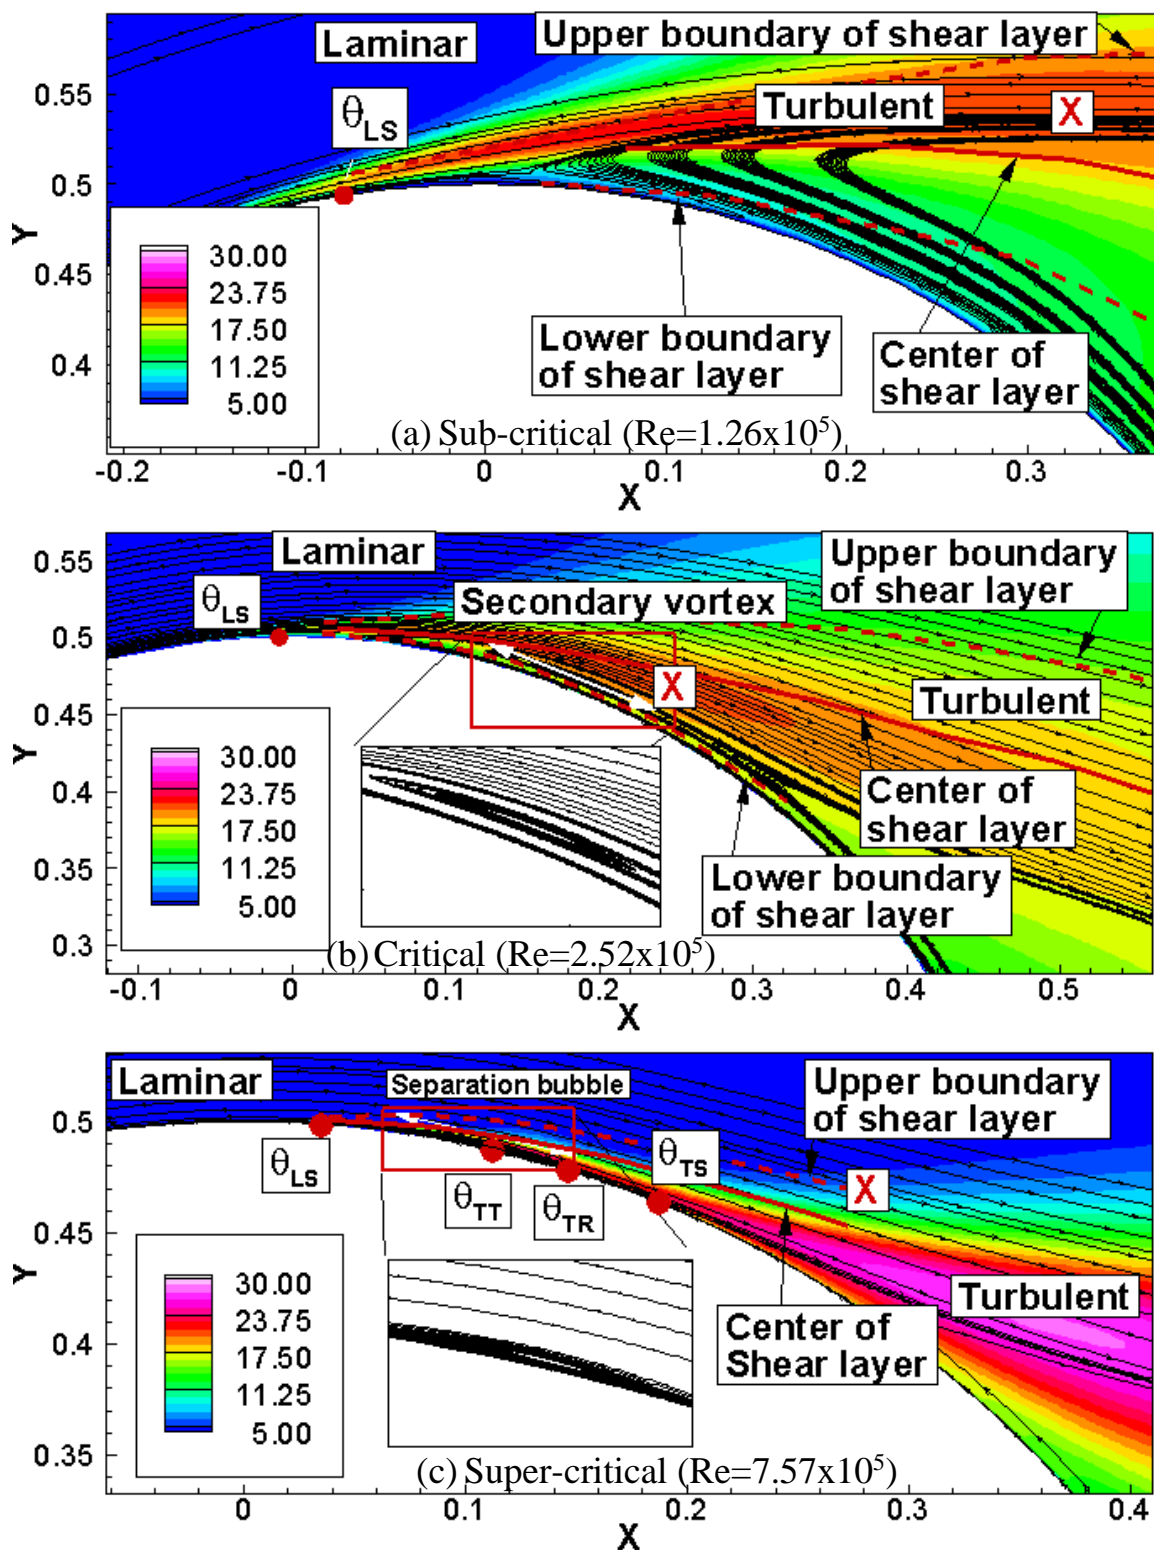 Laminar
Upper boundary of shear layer
0.55
θLS
Turbulent
X
0.5
Y
30.00
23.75
17.50
11.25
5.00
0.45
Lower boundary
of shear layer
Center of
shear layer
0.4
(a) Sub-critical (Re=1.26x10⁵)
-0.2
-0.1
0
0.1
0.2
0.3
X
0.55
Laminar
Upper boundary
of shear layer
θLS
Secondary vortex
0.5
X
Turbulent
Y
0.45
30.00
23.75
17.50
11.25
5.00
0.4
Center of
shear layer
0.35
Lower boundary
of shear layer
0.3
(b) Critical (Re=2.52x10⁵)
-0.1
0
0.1
0.2
0.3
0.4
0.5
X
Laminar
Separation bubble
Upper boundary
of shear layer
0.5
θLS
θTS
X
θTT
θTR
0.45
Y
30.00
23.75
17.50
11.25
5.00
Turbulent
Center of
Shear layer
0.4
0.35
(c) Super-critical (Re=7.57x10⁵)
0
0.1
0.2
0.3
0.4
X